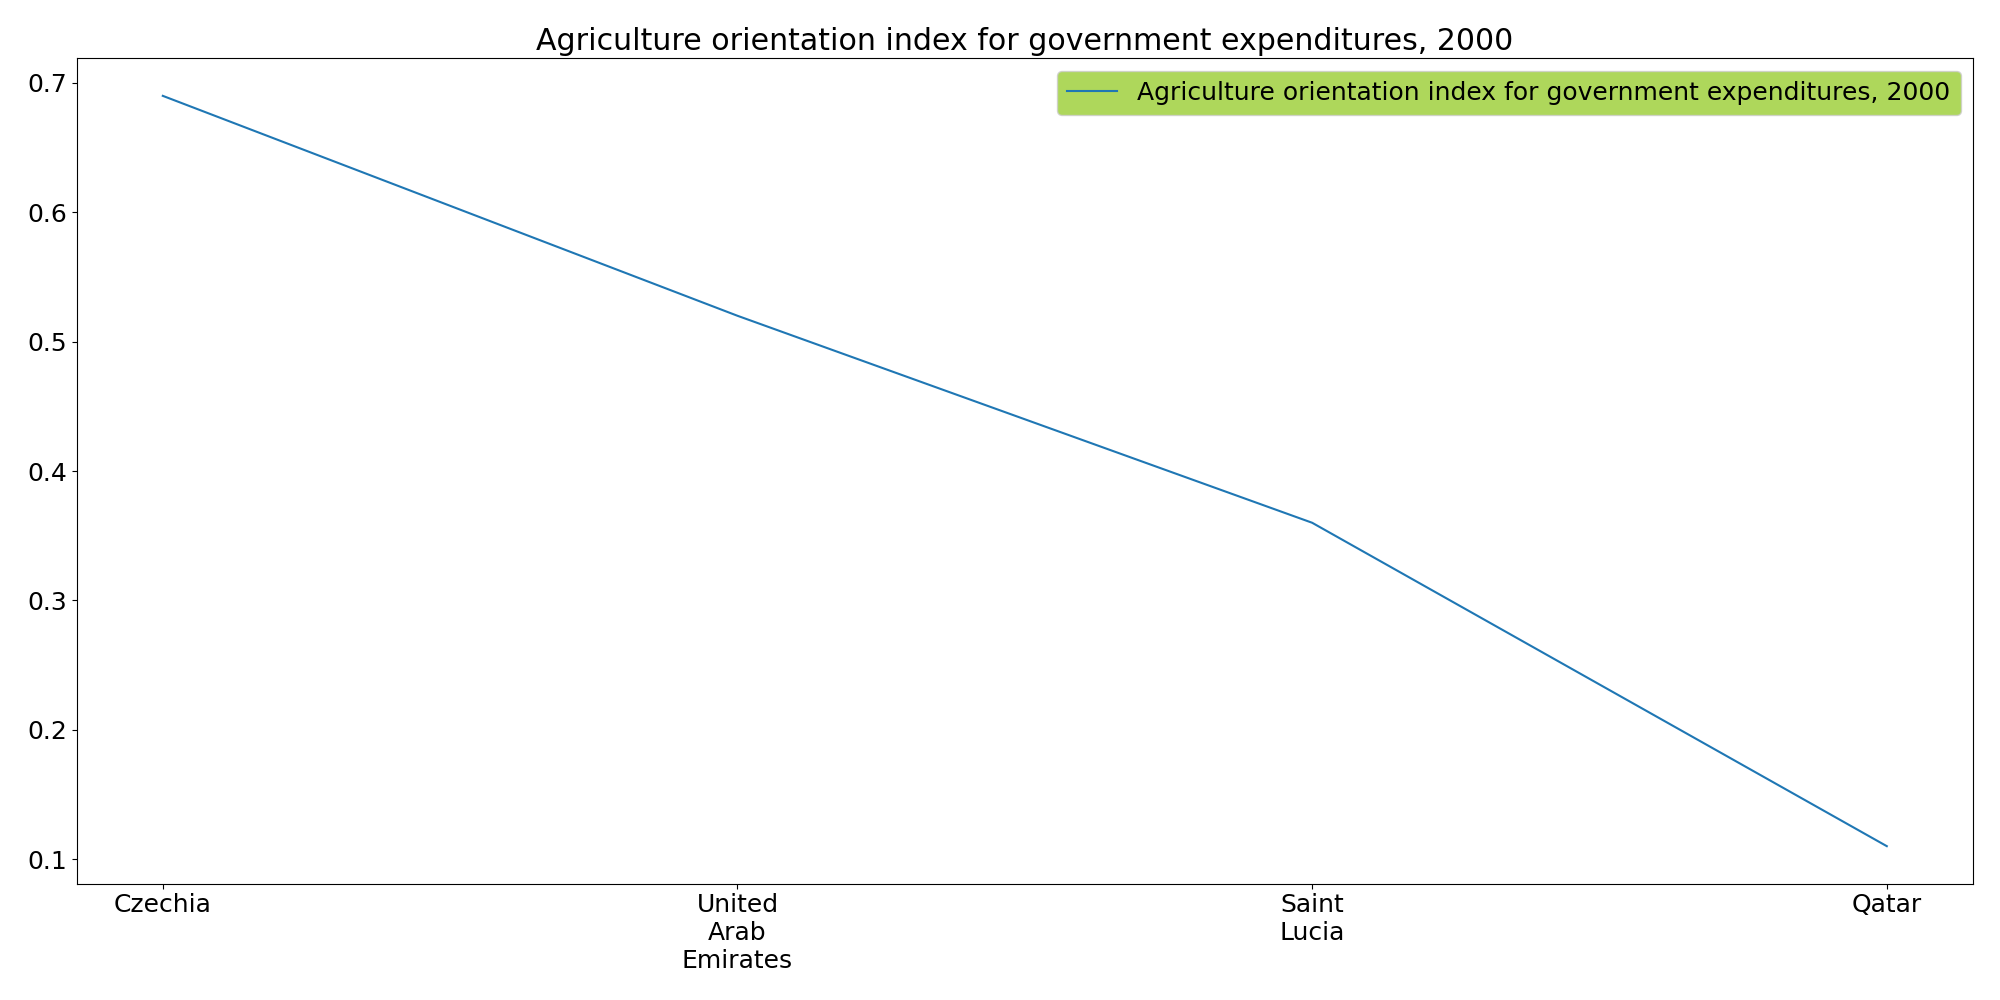 Agriculture orientation index for government expenditures, 2000
Agriculture orientation index for government expenditures, 2000
0.7
0.6
0.5
0.4
0.3
0.2
0.1
Czechia
United
Arab
Emirates
Saint
Lucia
Qatar